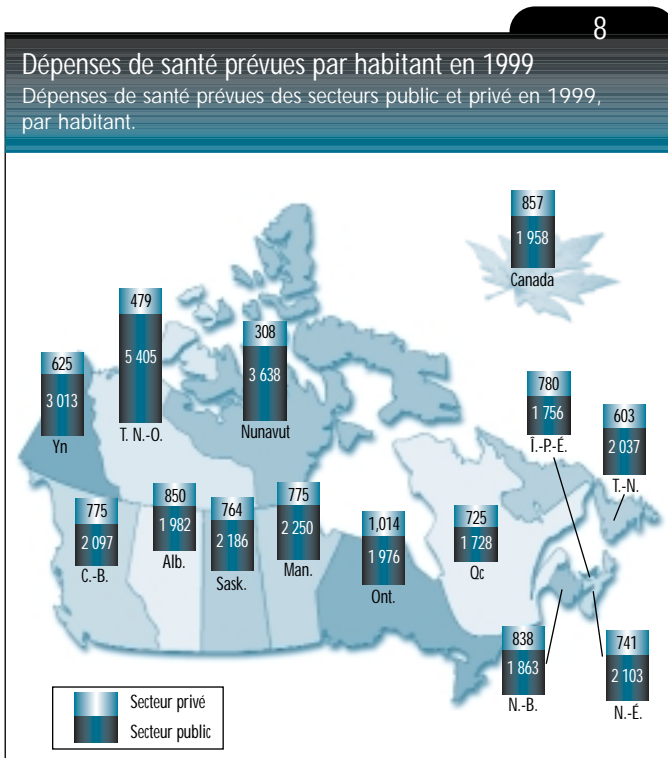 8
Dépenses de santé prévues par habitant en 1999
Dépenses de santé prévues des secteurs public et privé en 1999,
par habitant.
857
1 958
Canada
479
5 405
T. N.-O.
308
3 638
Nunavut
625
3 013
Yn
780
1 756
Î.-P.-É.
603
2 037
T.-N.
775
2 097
C.-B.
850
1 982
Alb.
764
2 186
Sask.
775
2 250
Man.
1,014
1 976
Ont.
725
1 728
Qc
838
1 863
N.-B.
741
2 103
N.-É.
Secteur privé
Secteur public